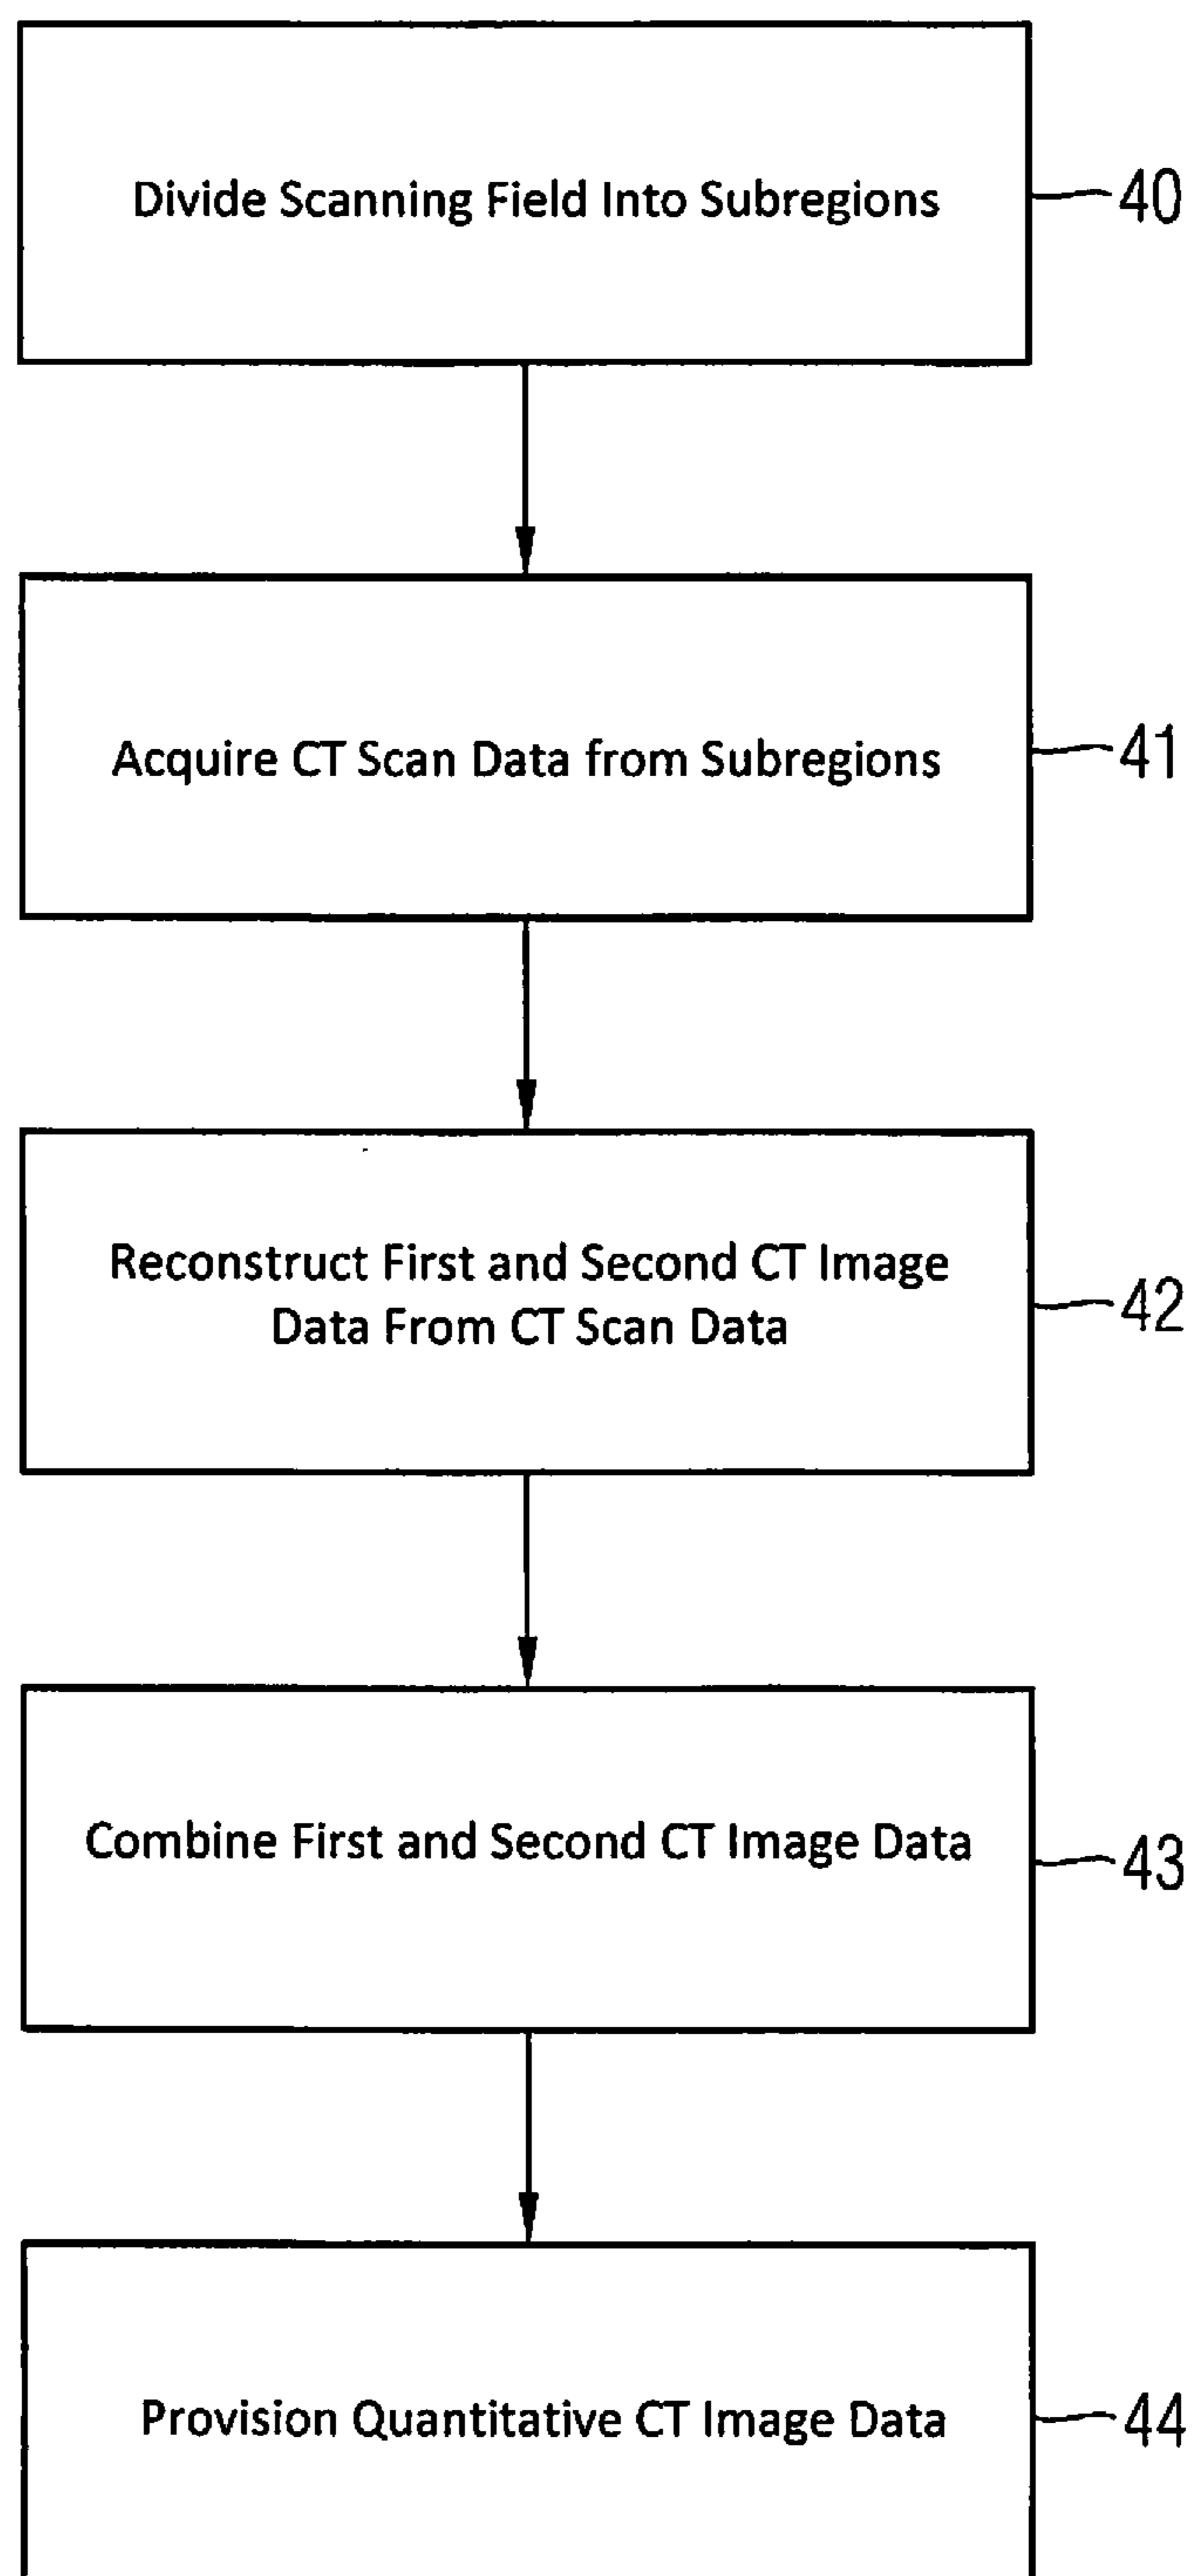 Divide Scanning Field Into Subregions
40
Acquire CT Scan Data from Subregions
41
Reconstruct First and Second CT Image
Data From CT Scan Data
42
Combine First and Second CT Image Data
43
Provision Quantitative CT Image Data
44